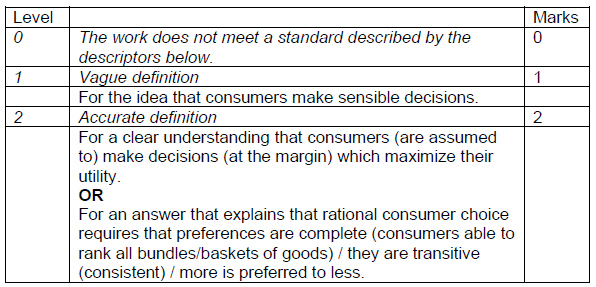 Level Marks
0 The work does not meet a standard described by the 0
descriptors below.
1 Vague definition 1
For the idea that consumers make sensible decisions.
2 Accurate definition 2
For a clear understanding that consumers (are assumed
to) make decisions (at the margin) which maximize their
utility.
OR
For an answer that explains that rational consumer choice
requires that preferences are complete (consumers able to
rank all bundles/baskets of goods) / they are transitive
(consistent) / more is preferred to less.